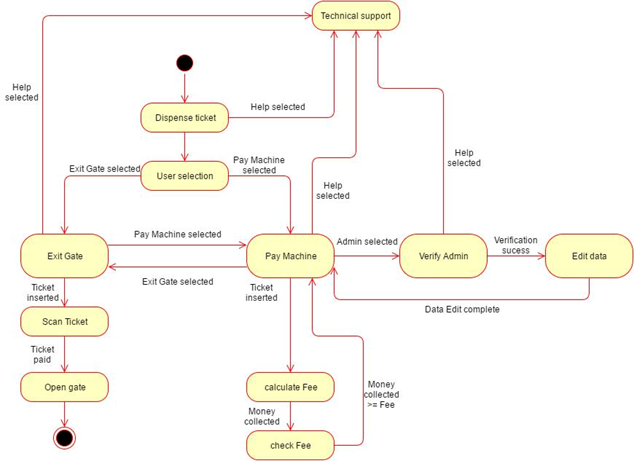 Technical support
Help
selected
Dispense ticket
Help selected
Exit Gate selected
User selection
Pay Machine
selected
Help
selected
Help
selected
Exit Gate
Pay Machine selected
Exit Gate selected
Pay Machine
Admin selected
Verify Admin
Verification
sucess
Edit data
Ticket
inserted
Ticket
inserted
Data Edit complete
Scan Ticket
Ticket
paid
Open gate
calculate Fee
Money
collected
>= Fee
Money
collected
check Fee